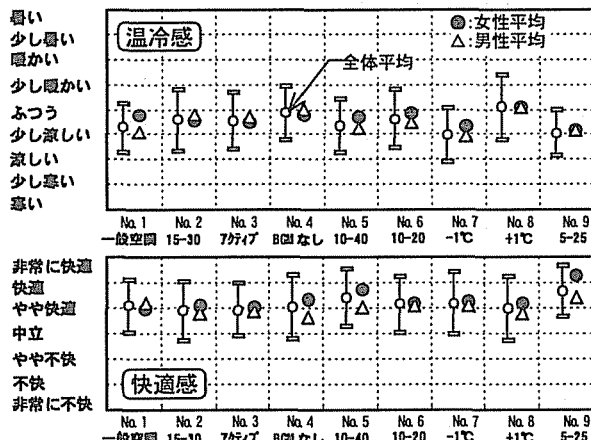 暑い
少し暑い
暖かい
少し暖かい
ふつう
少し涼しい
涼しい
少し寒い
寒い
温冷感
●:女性平均
△:男性平均
全体平均
No. 1 No. 2 No. 3 No. 4 No. 5 No. 6 No. 7 No. 8 No. 9
一般空調 15-30 アクティブ BGMなし 10-40 10-20 -1℃ +1℃ 5-25
非常に快適
快適
やや快適
中立
やや不快
不快
非常に不快
快適感
No. 1 No. 2 No. 3 No. 4 No. 5 No. 6 No. 7 No. 8 No. 9
一般空調 15-30 アクティブ BGMなし 10-40 10-20 -1℃ +1℃ 5-25